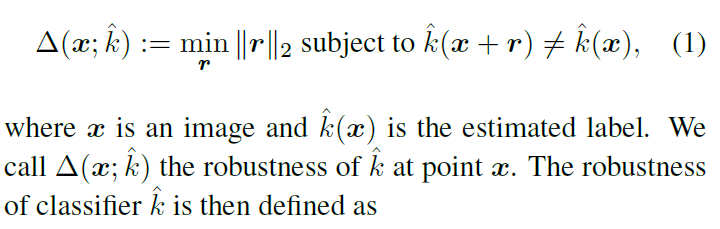 Δ(x; k̂) := min_r ||r||₂ subject to k̂(x + r) ≠ k̂(x), (1)
where x is an image and k̂(x) is the estimated label. We
call Δ(x; k̂) the robustness of k̂ at point x. The robustness
of classifier k̂ is then defined as